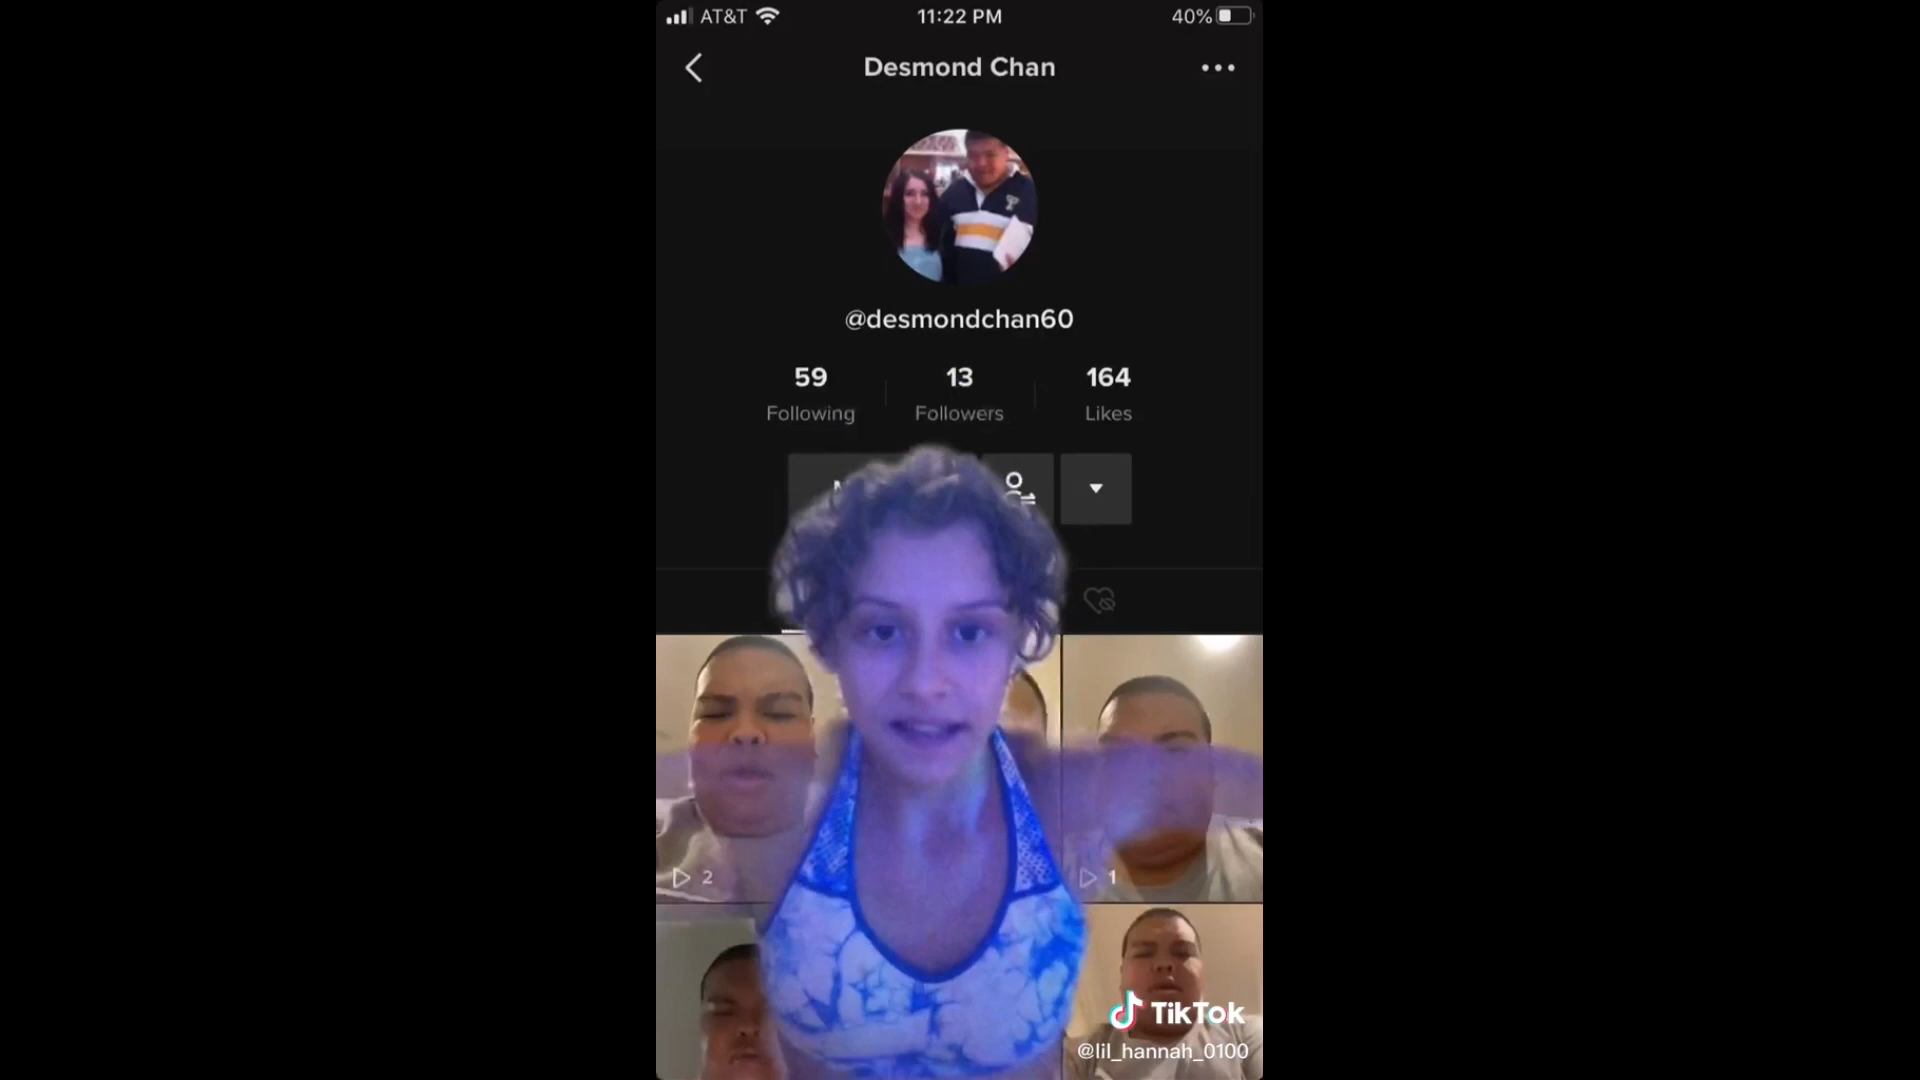 AT&T 11:22 PM 40%
Desmond Chan
@desmondchan60
59 13 164
Following Followers Likes
2 1
TikTok
@lil_hannah_0100